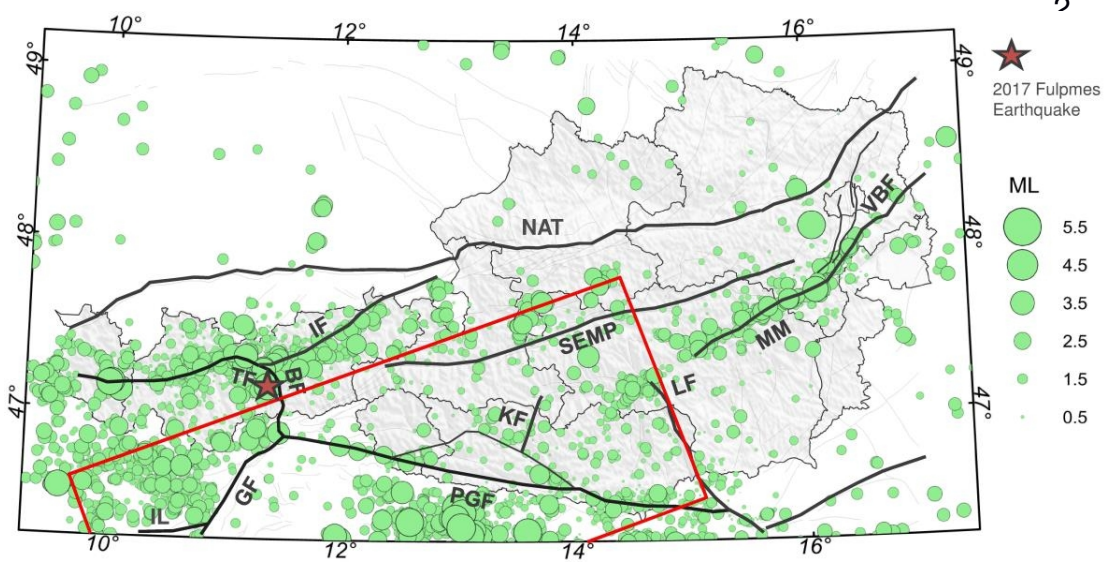 10°
12°
14°
16°
49°
49°
2017 Fulpmes
Earthquake
ML
5.5
4.5
3.5
2.5
1.5
0.5
VBF
48°
48°
NAT
IF
SEMP
MM
TF
BF
LF
47°
47°
KF
GF
PGF
IL
10°
12°
14°
16°